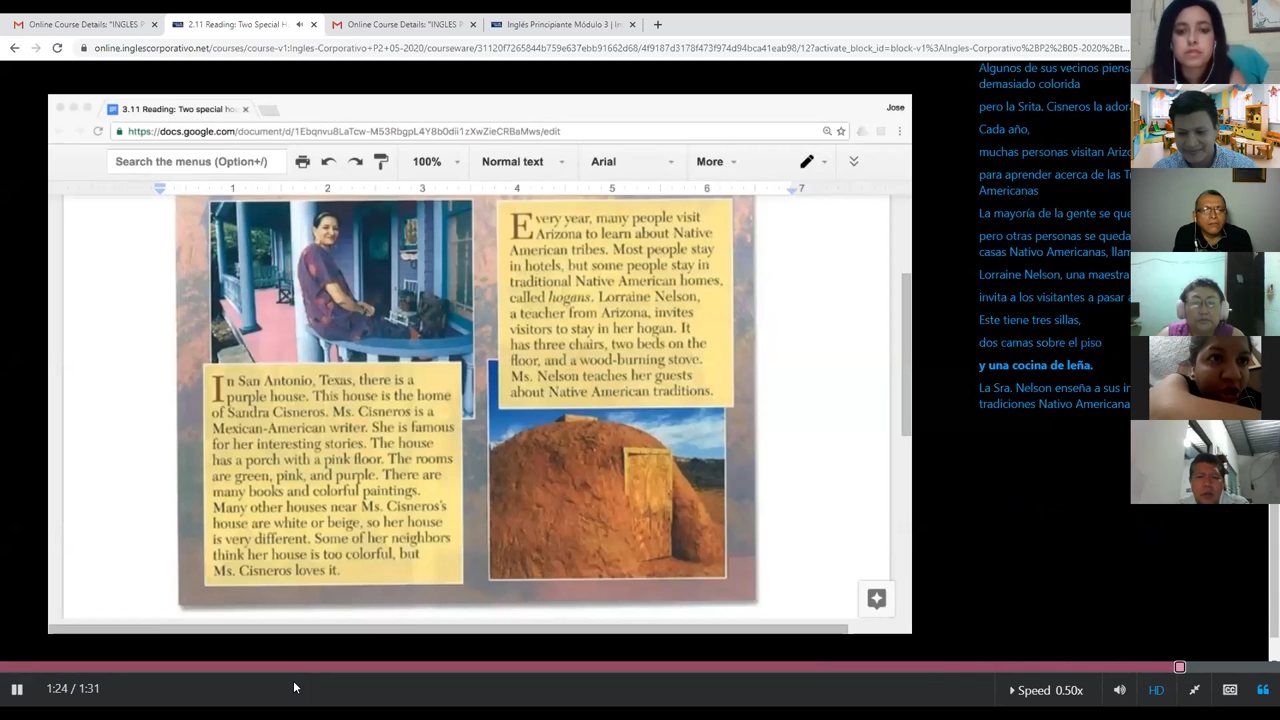 Online Course Details: "INGLES P
2.11 Reading: Two Special H
Online Course Details: "INGLES P
Inglés Principiante Módulo 3 | In
online.inglescorporativo.net/courses/course-v1:Ingles-Corporativo+P2+05-2020/courseware/31120f7265844b759e637ebb91662d68/4f9187d3178f473f974d94bca41eab98/12?activate_block_id=block-v1%3AIngles-Corporativo%2BP2%2B05-2020%2Bt...
3.11 Reading: Two special ho
Jose
https://docs.google.com/document/d/1Ebqnvu8LaTcw-M53RbgpL4Y8b0dii1zXwZieCRBaMws/edit
Search the menus (Option+/)
100%
Normal text
Arial
More
1 2 3 4 5 6 7
In San Antonio, Texas, there is a
purple house. This house is the home
of Sandra Cisneros. Ms. Cisneros is a
Mexican-American writer. She is famous
for her interesting stories. The house
has a porch with a pink floor. The rooms
are green, pink, and purple. There are
many books and colorful paintings.
Many other houses near Ms. Cisneros's
house are white or beige, so her house
is very different. Some of her neighbors
think her house is too colorful, but
Ms. Cisneros loves it.
Every year, many people visit
Arizona to learn about Native
American tribes. Most people stay
in hotels, but some people stay in
traditional Native American homes,
called hogans. Lorraine Nelson,
a teacher from Arizona, invites
visitors to stay in her hogan. It
has three chairs, two beds on the
floor, and a wood-burning stove.
Ms. Nelson teaches her guests
about Native American traditions.
Algunos de sus vecinos piens
demasiado colorida
pero la Srita. Cisneros la ador
Cada año,
muchas personas visitan Arizo
para aprender acerca de las T
Americanas
La mayoría de la gente se que
pero otras personas se queda
casas Nativo Americanas, llam
Lorraine Nelson, una maestra
invita a los visitantes a pasar a
Este tiene tres sillas,
dos camas sobre el piso
y una cocina de leña.
La Sra. Nelson enseña a sus in
tradiciones Nativo Americana
1:24 / 1:31
Speed 0.50x
HD
CC